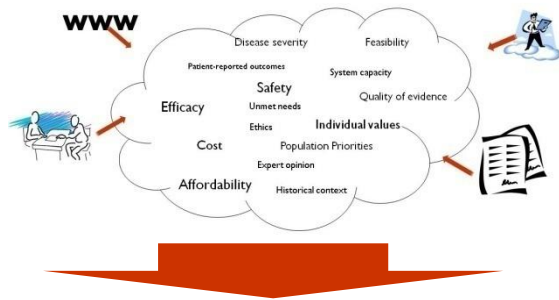 WWW
Disease severity
Feasibility
Patient-reported outcomes
System capacity
Safety
Quality of evidence
Efficacy
Unmet needs
Ethics
Individual values
Cost
Population Priorities
Expert opinion
Affordability
Historical context